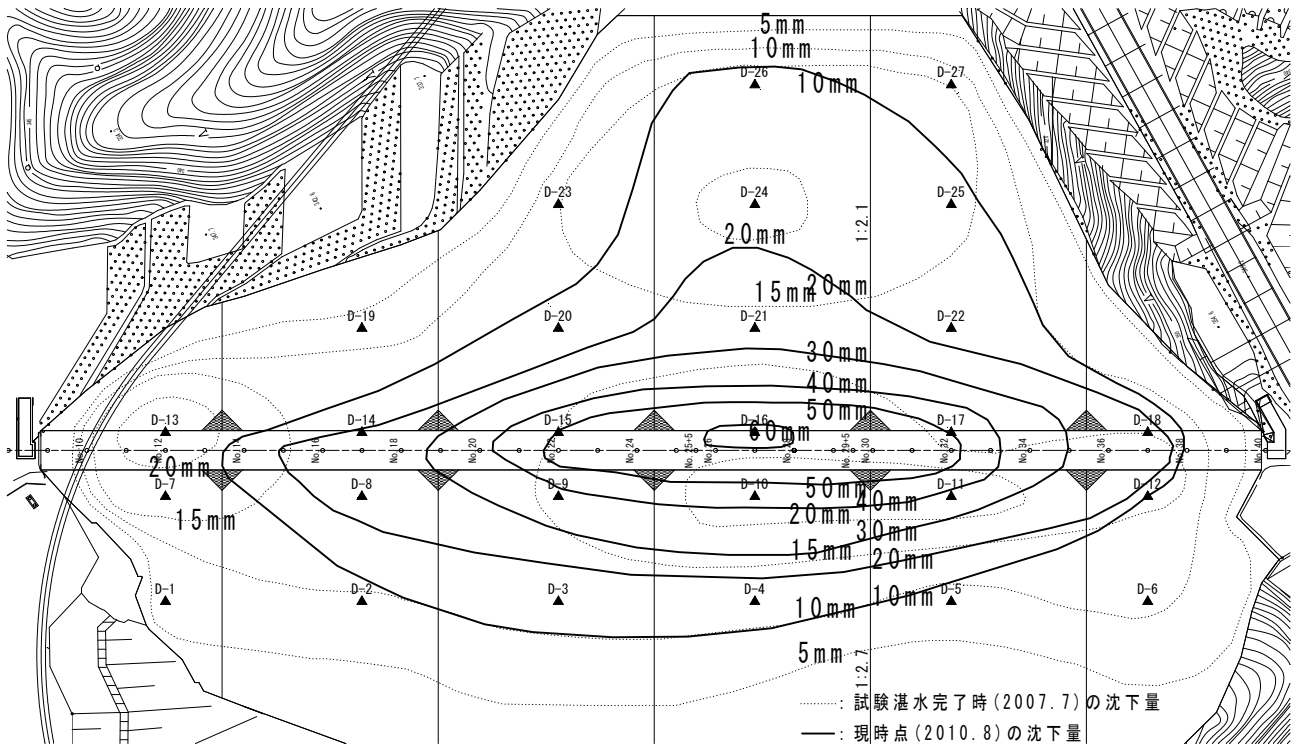 5mm
10mm
D-26
10mm
D-27
D-23
D-24
D-25
1:2.1
20mm
15mm
20mm
D-19
D-20
D-21
D-22
30mm
40mm
50mm
D-13
D-14
D-15
D-16
D-17
D-18
60mm
No.10
No.12
No.16
No.18
No.20
No.22
No.24
No.25+5
No.26
No.29+5
No.30
No.32
No.34
No.36
No.38
No.40
20mm
D-7
D-8
D-9
D-10
D-11
D-12
50mm
40mm
15mm
20mm
30mm
15mm
20mm
D-1
D-2
D-3
D-4
D-5
D-6
10mm
10mm
5mm
1:2.7
: 試験湛水完了時(2007.7)の沈下量
: 現時点(2010.8)の沈下量